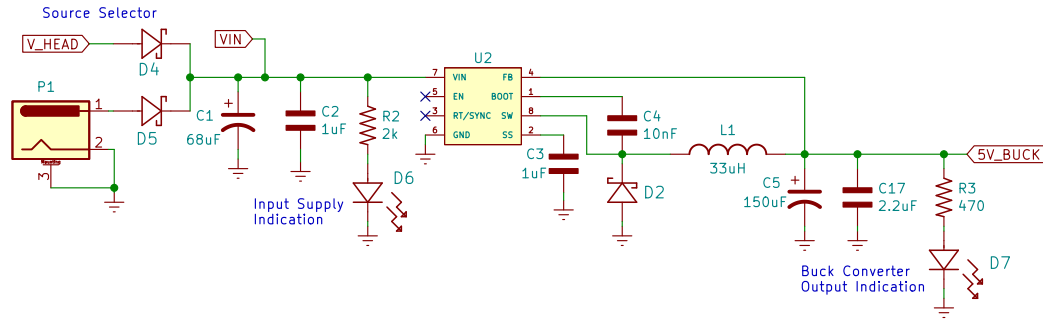 Source Selector
V_HEAD
D4
VIN
P1
1
2
3
D5
C1
68uF
+
C2
1uF
R2
2k
D6
Input Supply
Indication
U2
7
VIN
FB
4
5
EN
BOOT
1
3
RT/SYNC
SW
8
6
GND
SS
2
C4
10nF
C3
1uF
D2
L1
33uH
5V_BUCK
C5
150uF
+
C17
2.2uF
R3
470
D7
Buck Converter
Output Indication